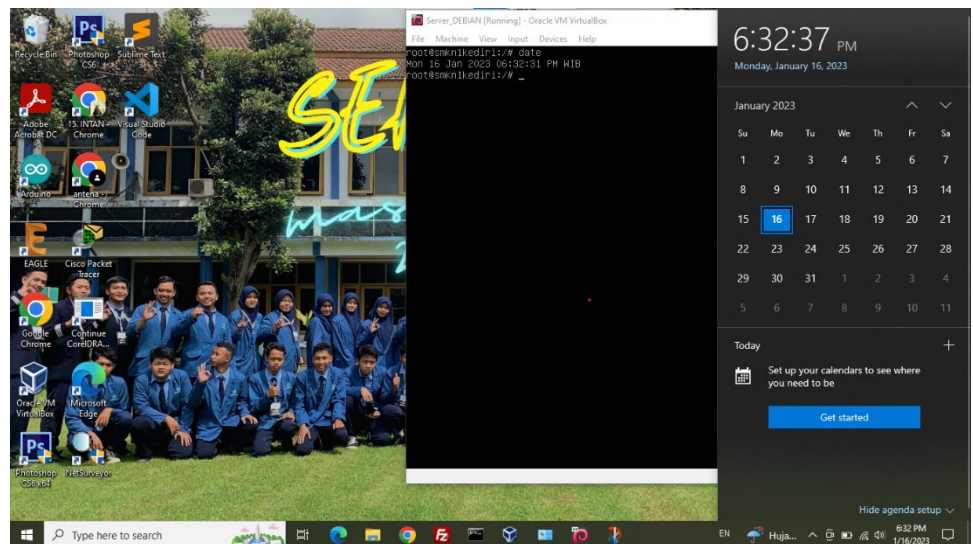 Recycle Bin
Photoshop
CS6
Sublime Text
3
Adobe
Acrobat DC
15. INTAN -
Chrome
Visual Studio
Code
Arduino
antena -
Chrome
EAGLE
Cisco Packet
Tracer
Google
Chrome
Continue
CorelDRA...
Oracle VM
VirtualBox
Microsoft
Edge
Photoshop
CS6 x64
NetSurveyor
Server_DEBIAN [Running] - Oracle VM VirtualBox
File Machine View Input Devices Help
root@smkn1kediri:/# date
Mon 16 Jan 2023 06:32:31 PM WIB
root@smkn1kediri:/# _
6:32:37 PM
Monday, January 16, 2023
January 2023
Su Mo Tu We Th Fr Sa
1 2 3 4 5 6 7
8 9 10 11 12 13 14
15 16 17 18 19 20 21
22 23 24 25 26 27 28
29 30 31 1 2 3 4
5 6 7 8 9 10 11
Today
Set up your calendars to see where
you need to be
Get started
Hide agenda setup
Type here to search
EN
Huja...
6:32 PM
1/16/2023